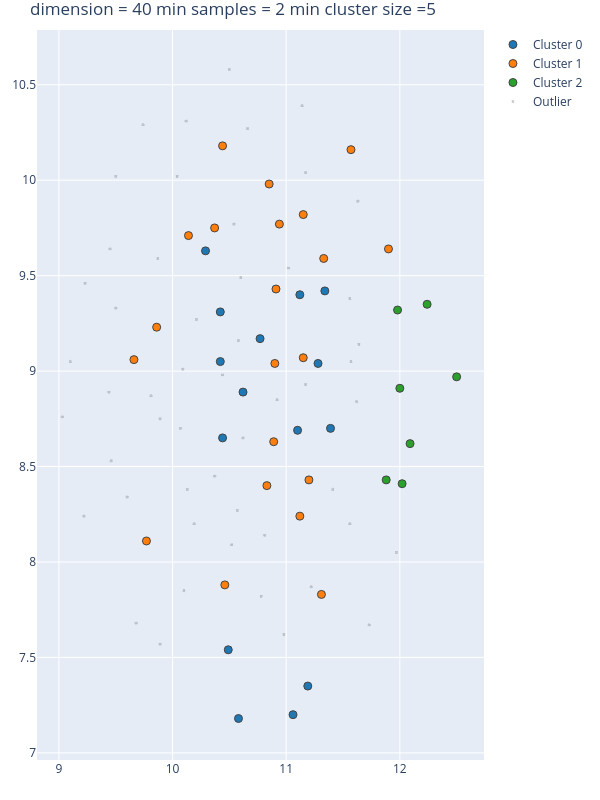 dimension = 40 min samples = 2 min cluster size =5
Cluster 0
Cluster 1
Cluster 2
Outlier
10.5
10
9.5
9
8.5
8
7.5
7
9 10 11 12